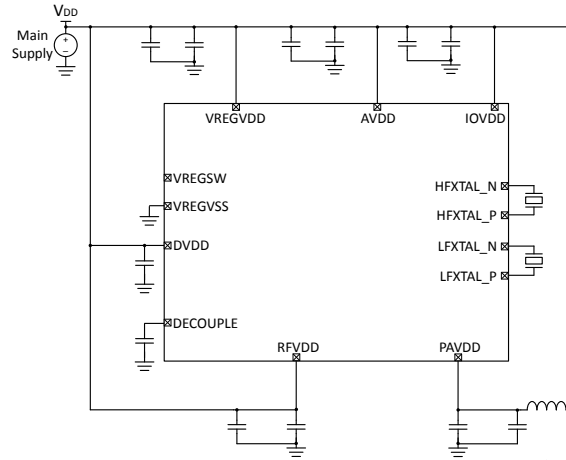 VDD
Main
Supply
+
–
VREGVDD AVDD IOVDD
VREGSW
HFXTAL_N
VREGVSS
HFXTAL_P
DVDD
LFXTAL_N
LFXTAL_P
DECOUPLE
RFVDD PAVDD